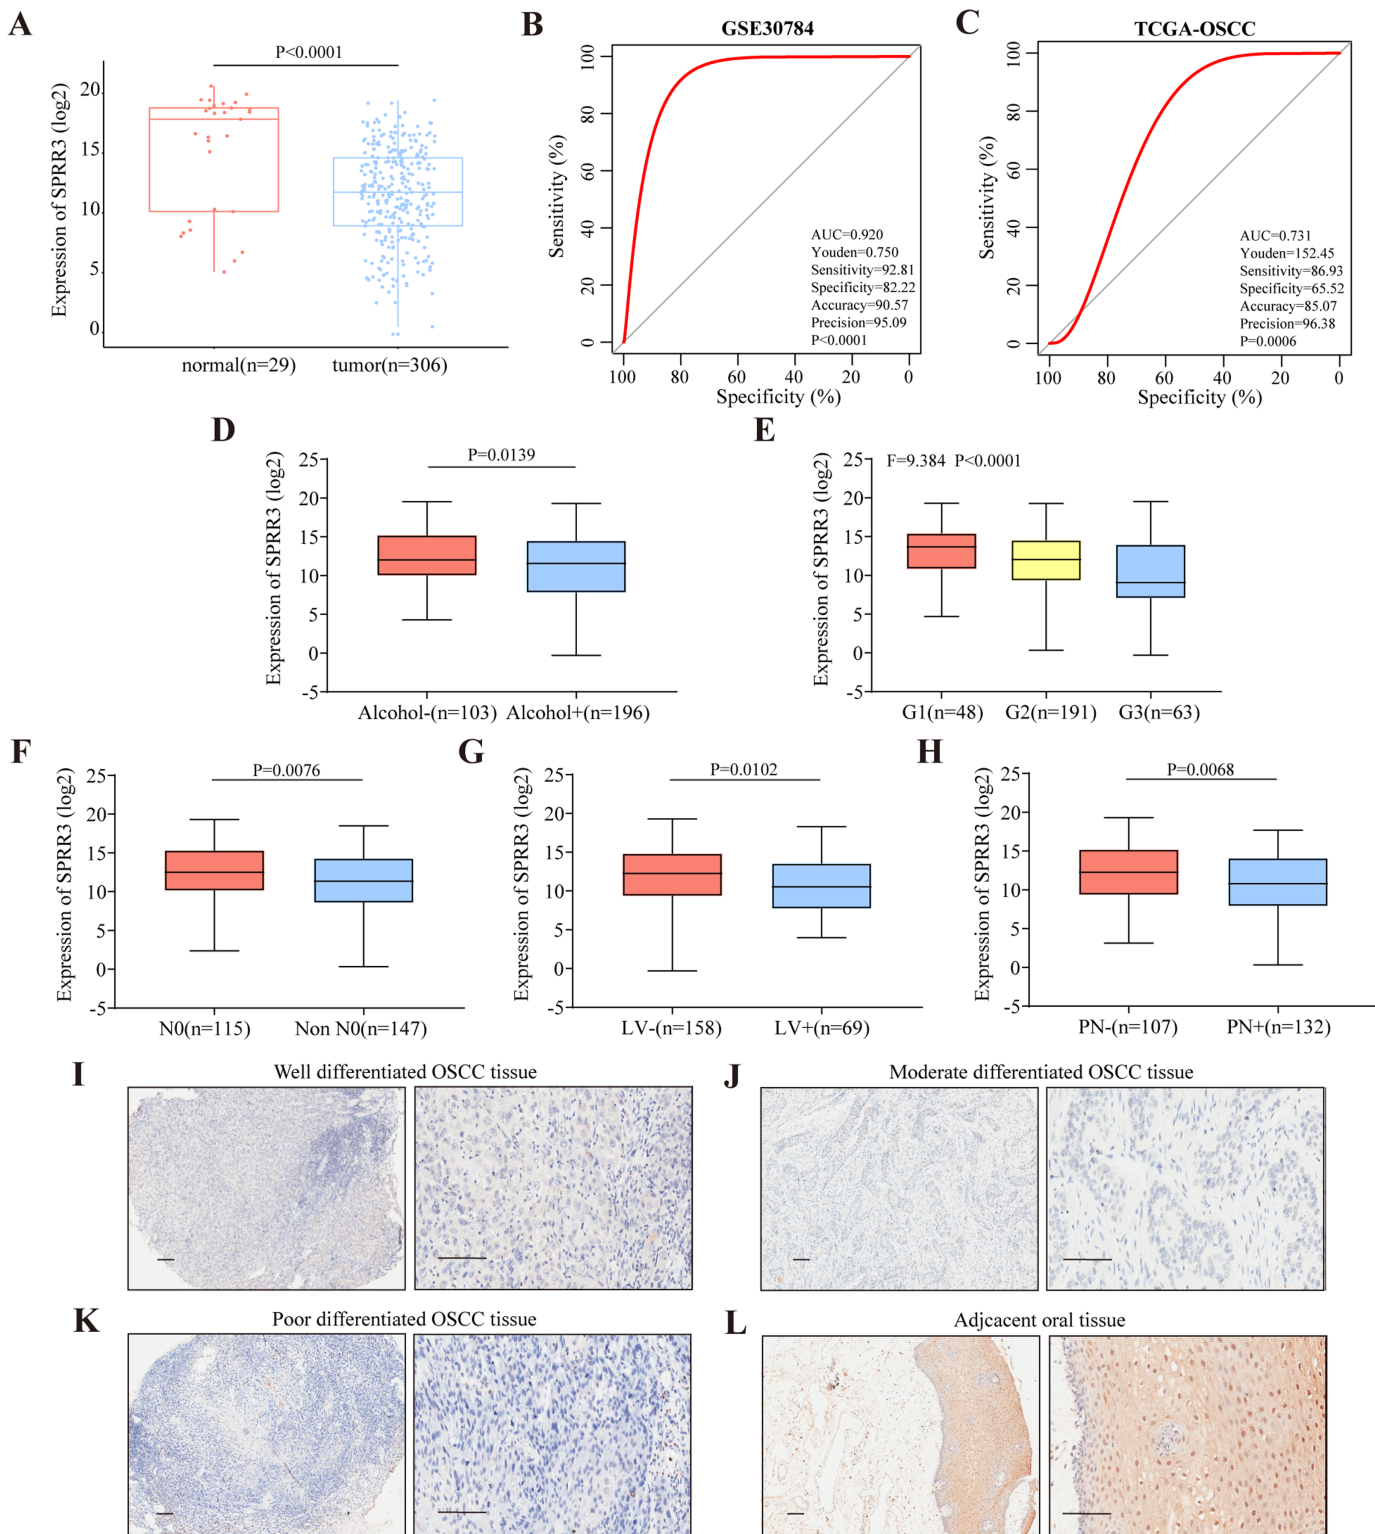 A
P<0.0001
Expression of SPRR3 (log2)
20
15
10
5
0
normal(n=29)
tumor(n=306)
B
GSE30784
Sensitivity (%)
100
80
60
40
20
0
AUC=0.920
Youden=0.750
Sensitivity=92.81
Specificity=82.22
Accuracy=90.57
Precision=95.09
P<0.0001
100 80 60 40 20 0
Specificity (%)
C
TCGA-OSCC
Sensitivity (%)
100
80
60
40
20
0
AUC=0.731
Youden=152.45
Sensitivity=86.93
Specificity=65.52
Accuracy=85.07
Precision=96.38
P=0.0006
100 80 60 40 20 0
Specificity (%)
D
P=0.0139
Expression of SPRR3 (log2)
25
20
15
10
5
0
-5
Alcohol-(n=103) Alcohol+(n=196)
E
F=9.384 P<0.0001
Expression of SPRR3 (log2)
25
20
15
10
5
0
-5
G1(n=48) G2(n=191) G3(n=63)
F
P=0.0076
Expression of SPRR3 (log2)
25
20
15
10
5
0
-5
N0(n=115) Non N0(n=147)
G
P=0.0102
Expression of SPRR3 (log2)
25
20
15
10
5
0
-5
LV-(n=158) LV+(n=69)
H
P=0.0068
Expression of SPRR3 (log2)
25
20
15
10
5
0
-5
PN-(n=107) PN+(n=132)
I
Well differentiated OSCC tissue
J
Moderate differentiated OSCC tissue
K
Poor differentiated OSCC tissue
L
Adjcacent oral tissue